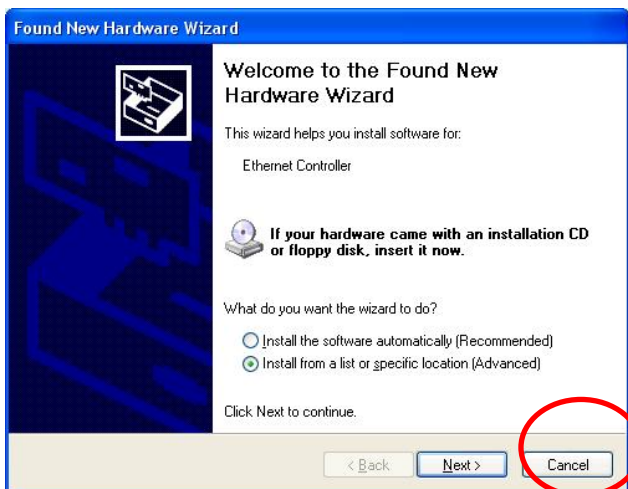 Found New Hardware Wizard
Welcome to the Found New
Hardware Wizard
This wizard helps you install software for:
Ethernet Controller
If your hardware came with an installation CD
or floppy disk, insert it now.
What do you want the wizard to do?
Install the software automatically (Recommended)
Install from a list or specific location (Advanced)
Click Next to continue.
< Back Next > Cancel